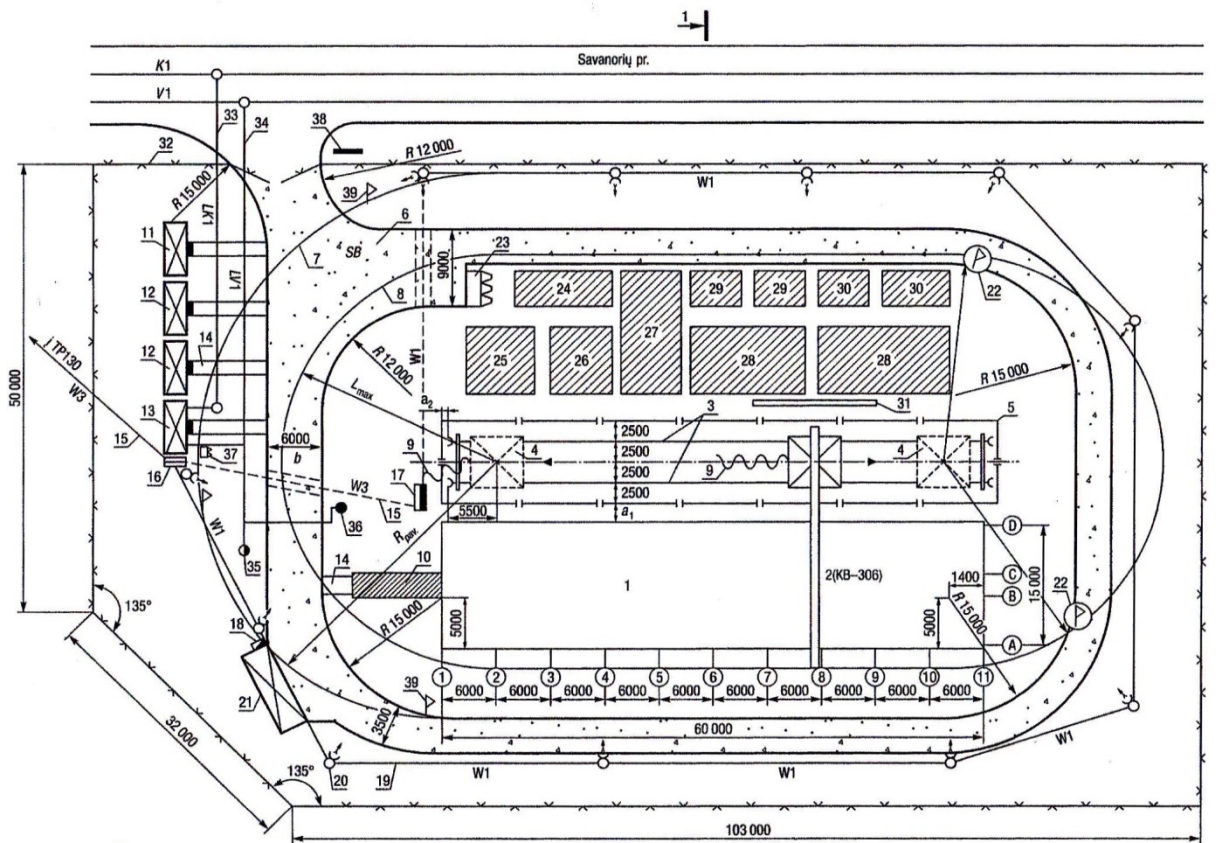 1
Savanorių pr.
K1
V1
33
34
38
32
R 12 000
W1
39
R 15 000
LK1
LV1
SB
6
7
8
9000
23
24
29
29
30
30
22
11
12
12
14
13
27
25
26
28
28
50 000
į TP130
W3
15
R 12 000
L max
W1
a2
R 15 000
31
3
5
2500
2500
2500
2500
4
4
9
9
6000
b
37
16
17
W3
15
W1
36
5500
a1
R pav.
35
14
10
1
2(KB–306)
1400
15 000
D
C
B
A
22
R 15 000
5000
5000
R 15 000
135°
18
21
39
3500
1
2
3
4
5
6
7
8
9
10
11
6000
6000
6000
6000
6000
6000
6000
6000
6000
6000
60 000
32 000
135°
20
19
W1
W1
W1
103 000